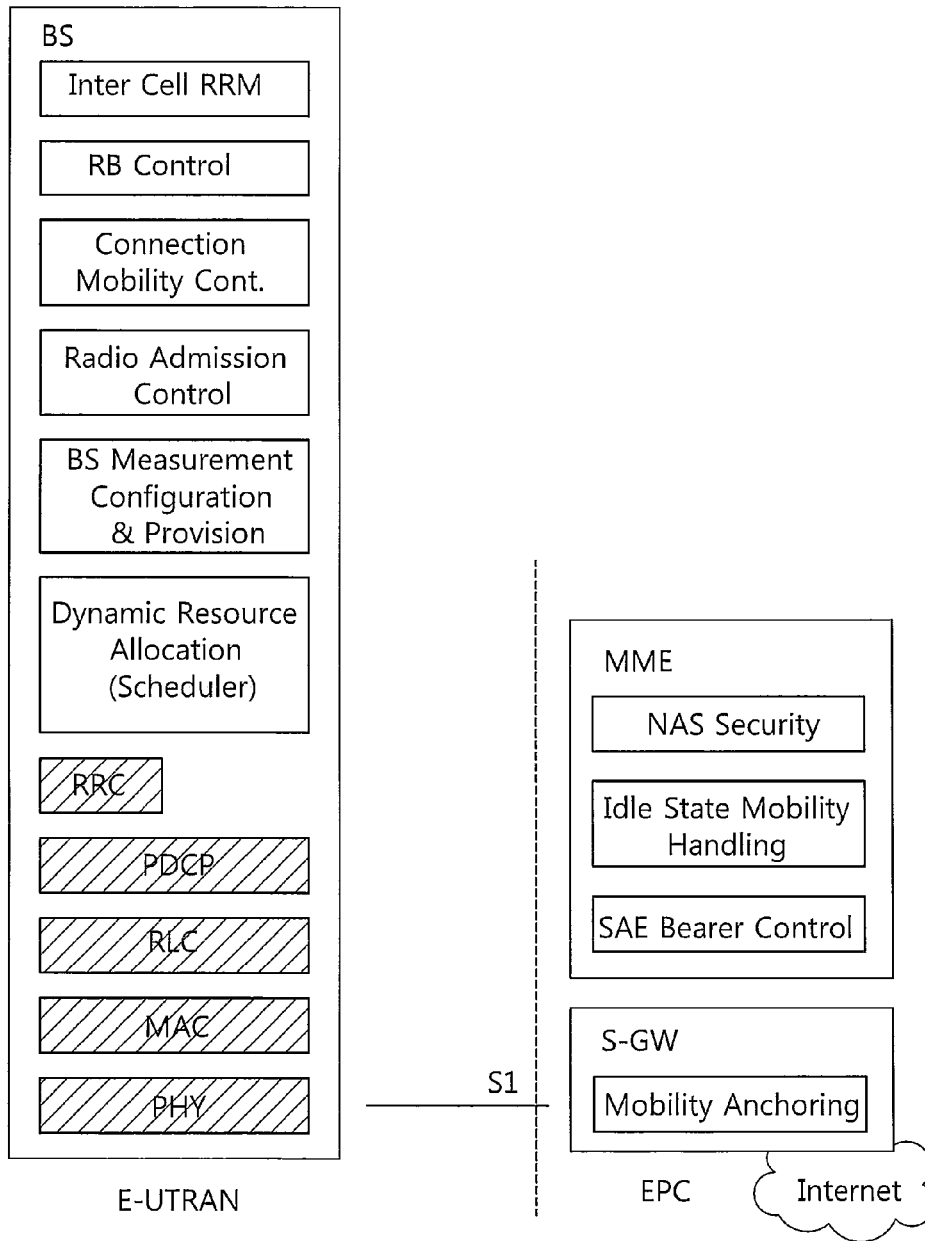 BS
Inter Cell RRM
RB Control
Connection
Mobility Cont.
Radio Admission
Control
BS Measurement
Configuration
& Provision
Dynamic Resource
Allocation
(Scheduler)
RRC
PDCP
RLC
MAC
PHY
E-UTRAN
S1
MME
NAS Security
Idle State Mobility
Handling
SAE Bearer Control
S-GW
Mobility Anchoring
EPC
Internet